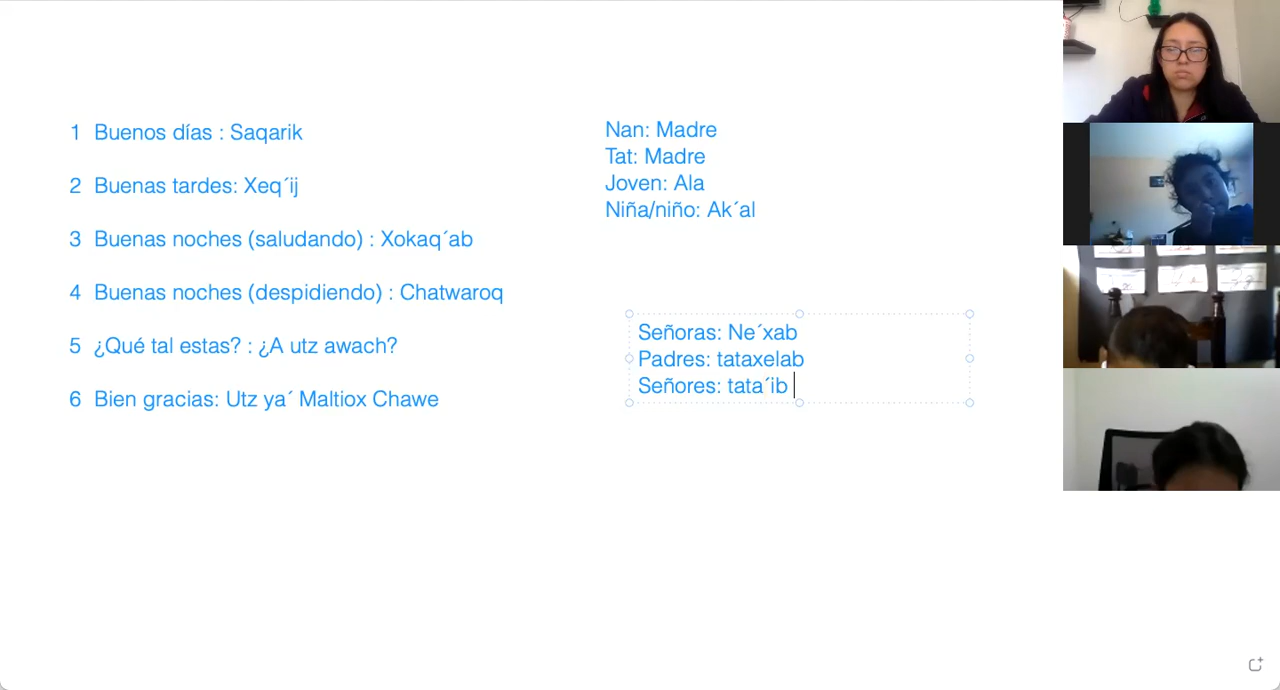 1 Buenos días : Saqarik
2 Buenas tardes: Xeq´ij
3 Buenas noches (saludando) : Xokaq´ab
4 Buenas noches (despidiendo) : Chatwaroq
5 ¿Qué tal estas? : ¿A utz awach?
6 Bien gracias: Utz ya´ Maltiox Chawe
Nan: Madre
Tat: Madre
Joven: Ala
Niña/niño: Ak´al
Señoras: Ne´xab
Padres: tataxelab
Señores: tata´ib